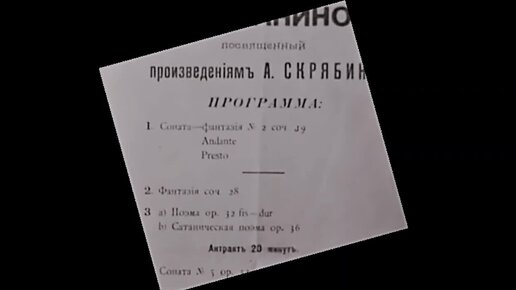 посвященный
произведеніямъ А. СКРЯБИН
ПРОГРАММА:
1. Соната—фантазія № 2 соч. 19
Andante
Presto
2. Фантазія соч. 28
3 a) Поэма op. 32 fis—dur
b) Сатаническая поэма op. 36
Антрактъ 20 минутъ.
Соната № 5 op.